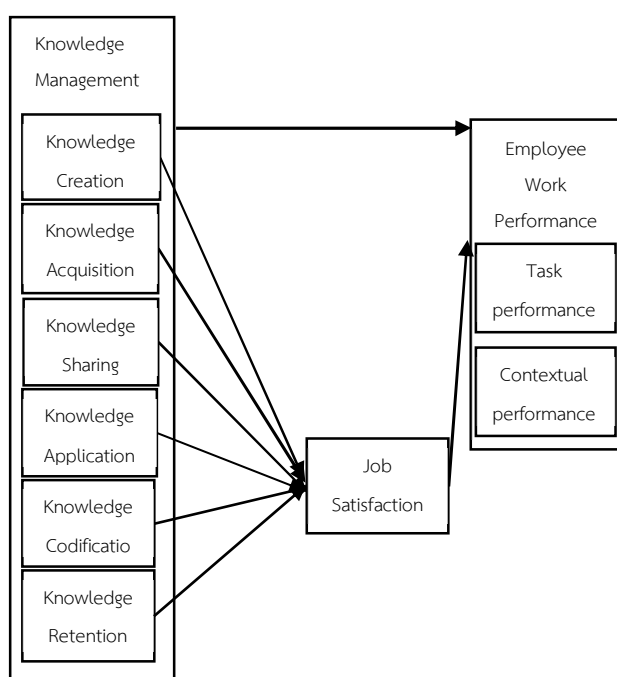 Knowledge
Management
Knowledge
Creation
Knowledge
Acquisition
Knowledge
Sharing
Knowledge
Application
Knowledge
Codificatio
Knowledge
Retention
Job
Satisfaction
Employee
Work
Performance
Task
performance
Contextual
performance